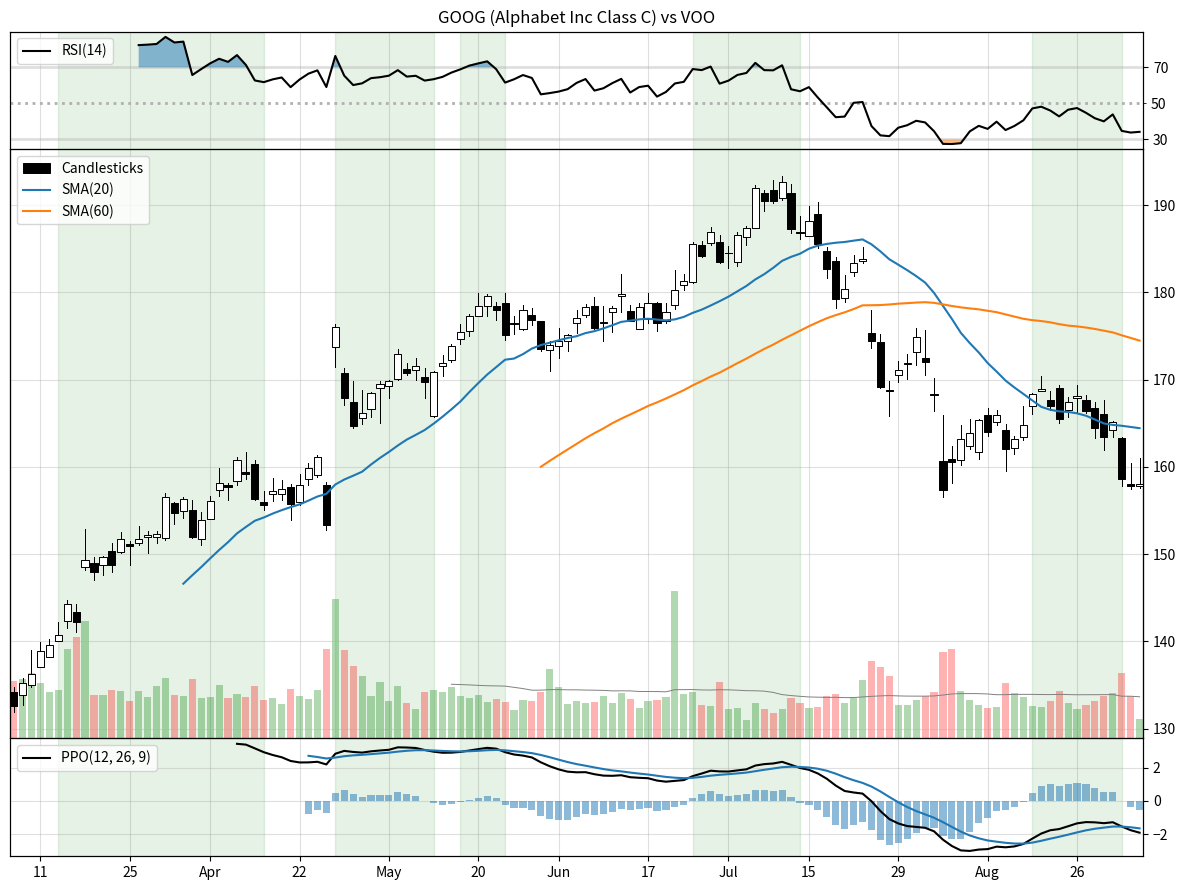 GOOG (Alphabet Inc Class C) vs VOO
RSI(14)
70
50
30
Candlesticks
SMA(20)
SMA(60)
190
180
170
160
150
140
130
PPO(12, 26, 9)
2
0
−2
11 25 Apr 22 May 20 Jun 17 Jul 15 29 Aug 26